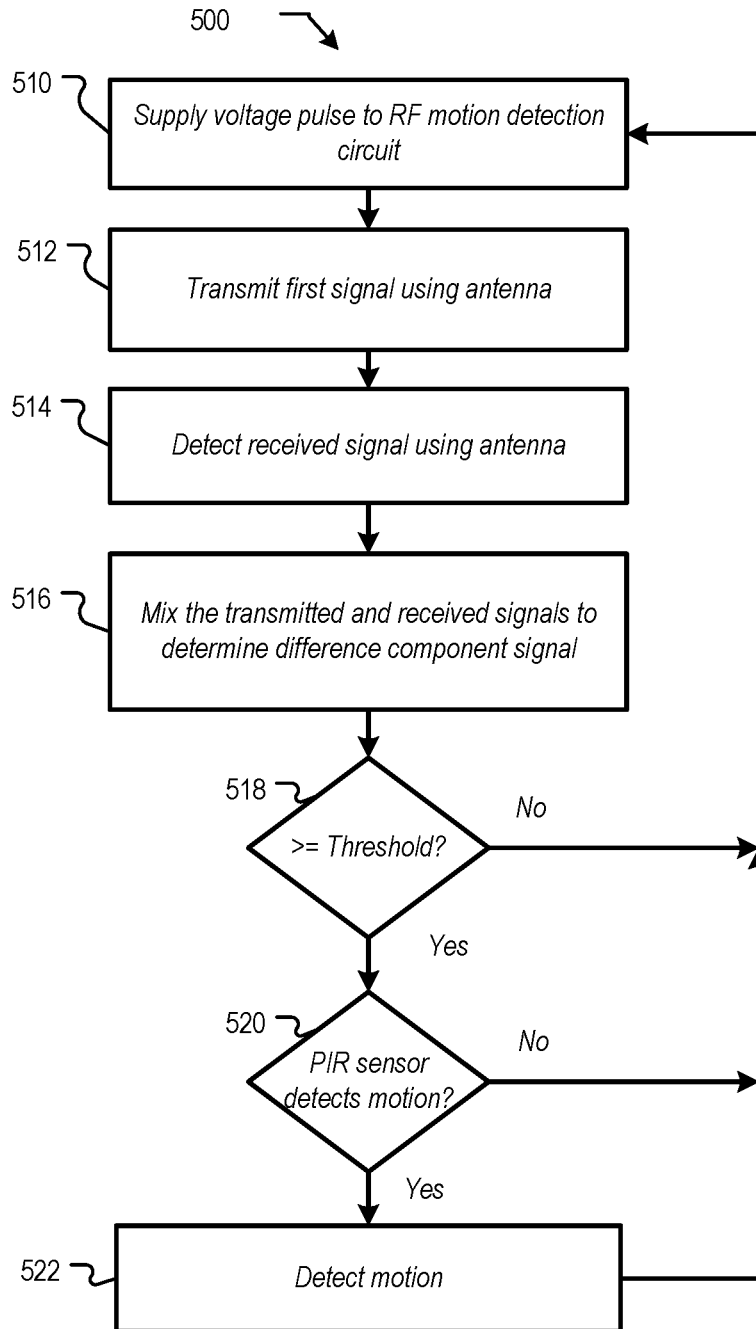 500
510
Supply voltage pulse to RF motion detection
circuit
512
Transmit first signal using antenna
514
Detect received signal using antenna
516
Mix the transmitted and received signals to
determine difference component signal
518
>= Threshold?
No
Yes
520
PIR sensor
detects motion?
No
Yes
522
Detect motion